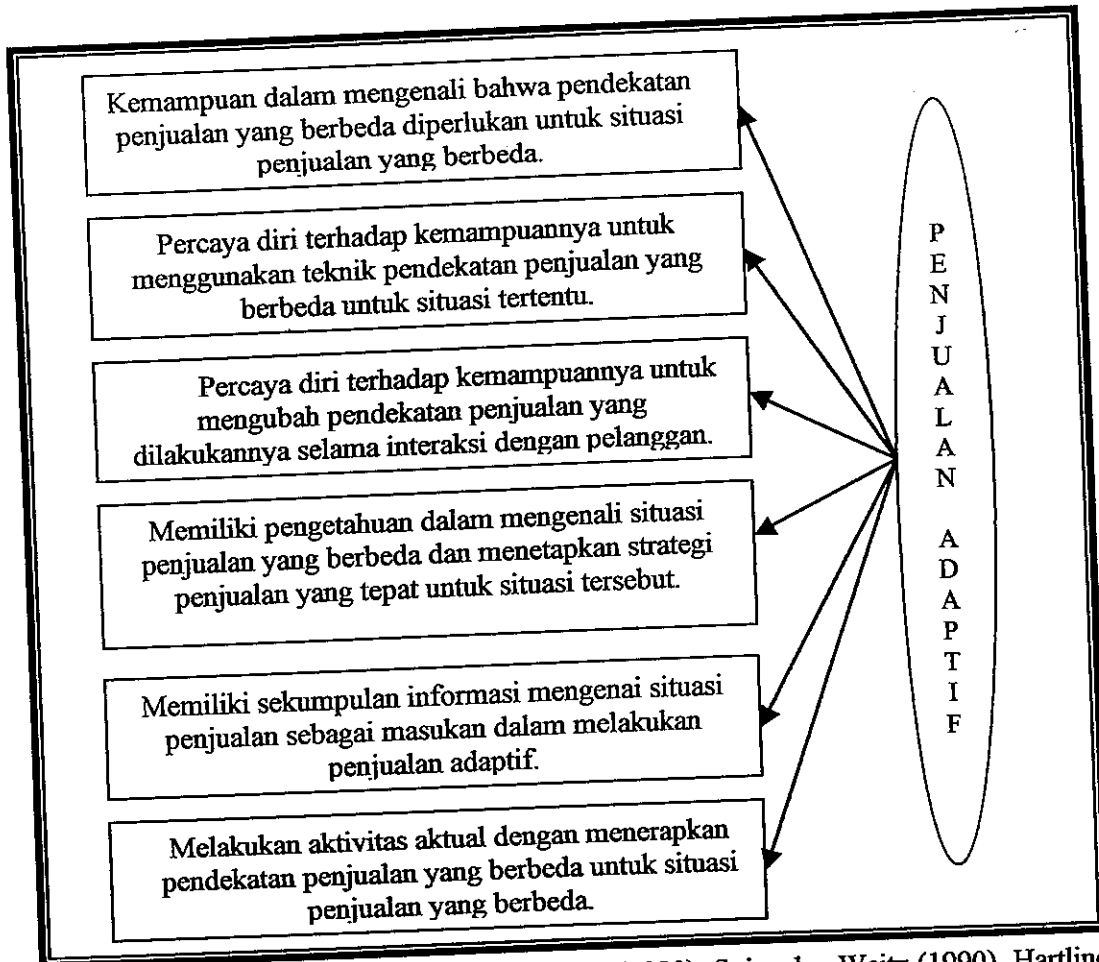 Kemampuan dalam mengenali bahwa pendekatan
penjualan yang berbeda diperlukan untuk situasi
penjualan yang berbeda.
Percaya diri terhadap kemampuannya untuk
menggunakan teknik pendekatan penjualan yang
berbeda untuk situasi tertentu.
Percaya diri terhadap kemampuannya untuk
mengubah pendekatan penjualan yang
dilakukannya selama interaksi dengan pelanggan.
Memiliki pengetahuan dalam mengenali situasi
penjualan yang berbeda dan menetapkan strategi
penjualan yang tepat untuk situasi tersebut.
Memiliki sekumpulan informasi mengenai situasi
penjualan sebagai masukan dalam melakukan
penjualan adaptif.
Melakukan aktivitas aktual dengan menerapkan
pendekatan penjualan yang berbeda untuk situasi
penjualan yang berbeda.
PENJUALAN ADAPTIF
Weitz (1990), Hartline